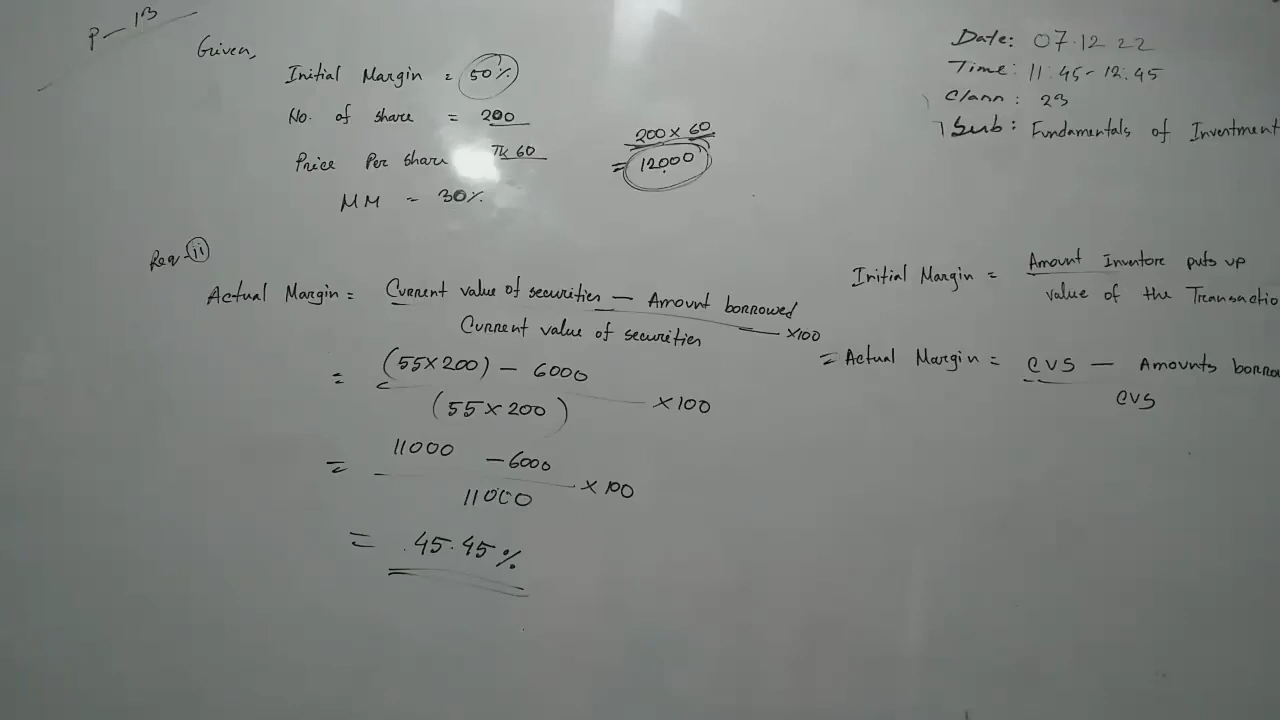 P - 13
Given,
Initial Margin = 50%
No. of share = 200
Price Per share Tk 60
MM = 30%
200 × 60
= 12000
Date: 07.12 22
Time: 11:45 - 12:45
Class: 23
Sub: Fundamentals of Investment
Req - ii
Actual Margin = Current value of securities - Amount borrowed
Current value of securities ×100
= (55×200) - 6000
(55×200) ×100
= 11000 - 6000
11000 ×100
= 45.45%
Initial Margin = Amount Investore puts up
value of the Transactio
= Actual Margin = CVS - Amounts borro
CVS